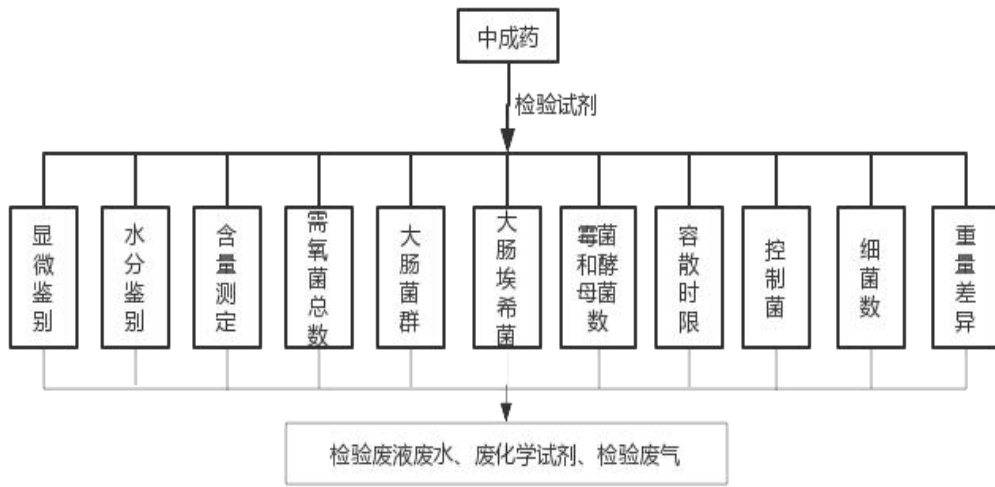 中成药
检验试剂
显微鉴别
水分鉴别
含量测定
需氧菌总数
大肠菌群
大肠埃希菌
霉菌和酵母菌数
容散时限
控制菌
细菌数
重量差异
检验废液废水、废化学试剂、检验废气